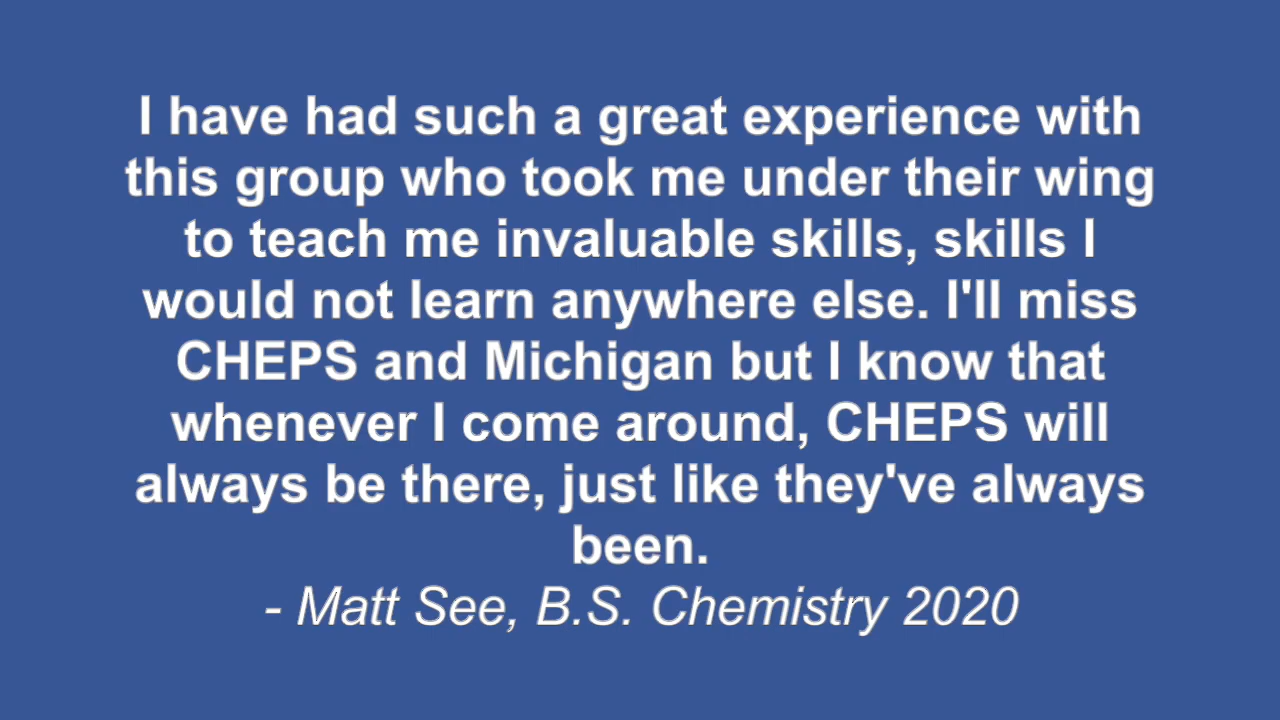 I have had such a great experience with
this group who took me under their wing
to teach me invaluable skills, skills I
would not learn anywhere else. I'll miss
CHEPS and Michigan but I know that
whenever I come around, CHEPS will
always be there, just like they've always
been.
- Matt See, B.S. Chemistry 2020